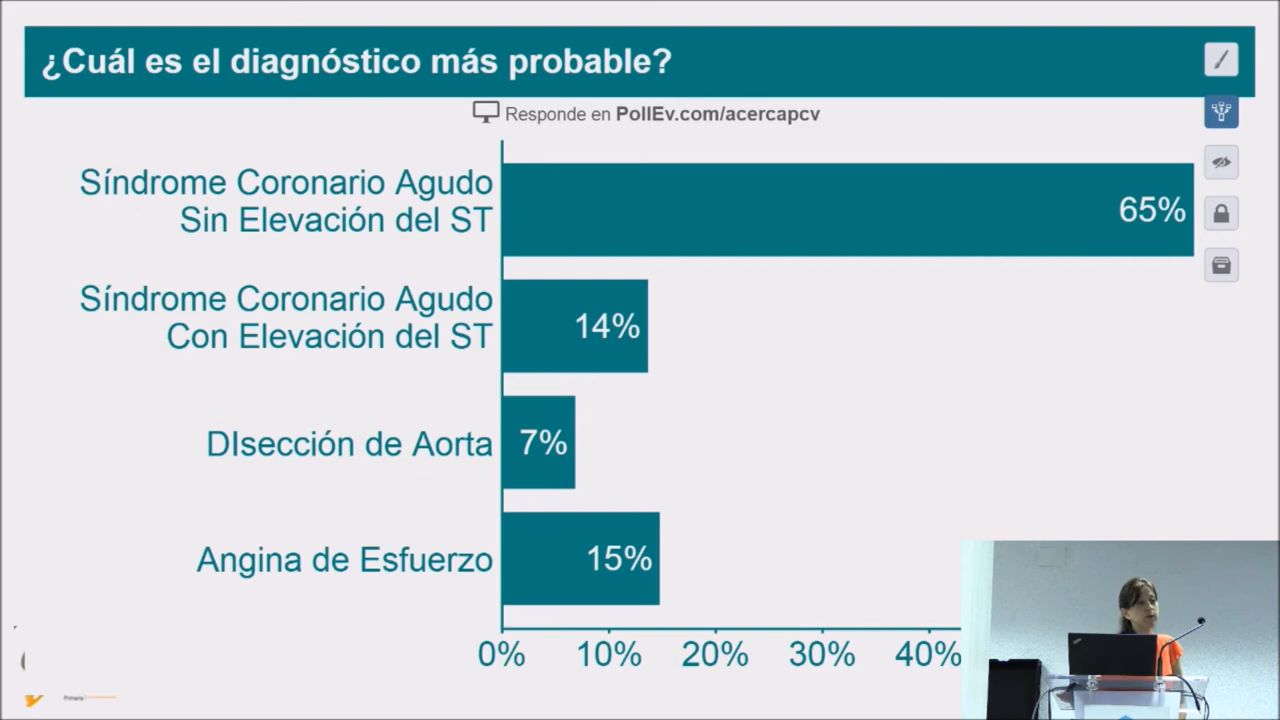 ¿Cuál es el diagnóstico más probable?
Responde en PollEv.com/acercapcv
Síndrome Coronario Agudo
Sin Elevación del ST
65%
Síndrome Coronario Agudo
Con Elevación del ST
14%
DIsección de Aorta
7%
Angina de Esfuerzo
15%
0% 10% 20% 30% 40%
Primaria